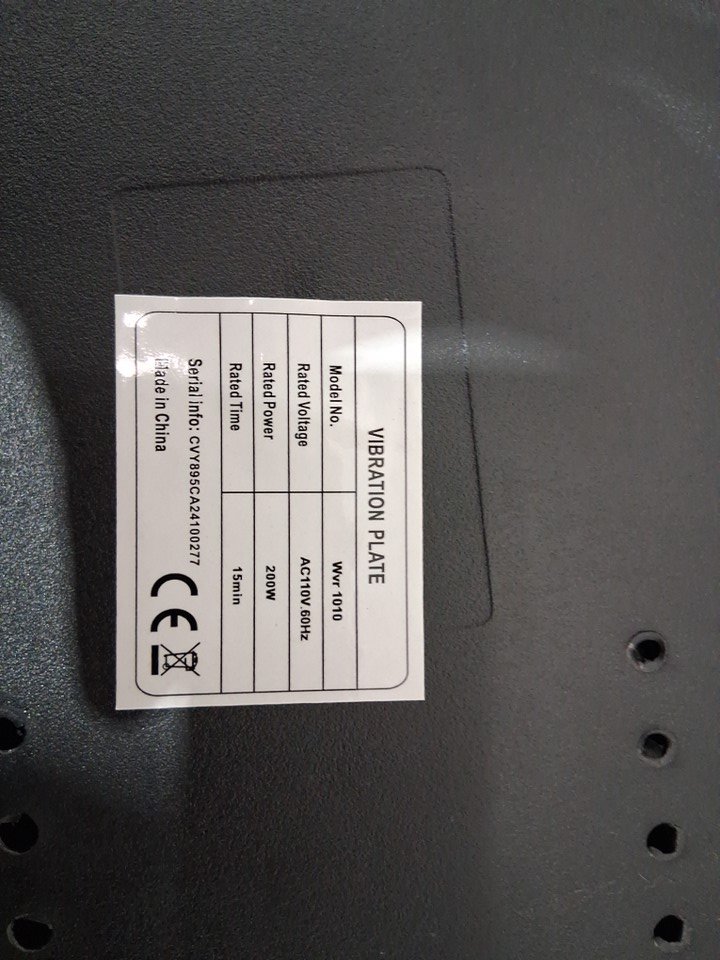 VIBRATION PLATE
Model No. Wvr 1010
Rated Voltage AC110V.60Hz
Rated Power 200W
Rated Time 15min
Serial info: CVY895CA24100277
Made in China
CE